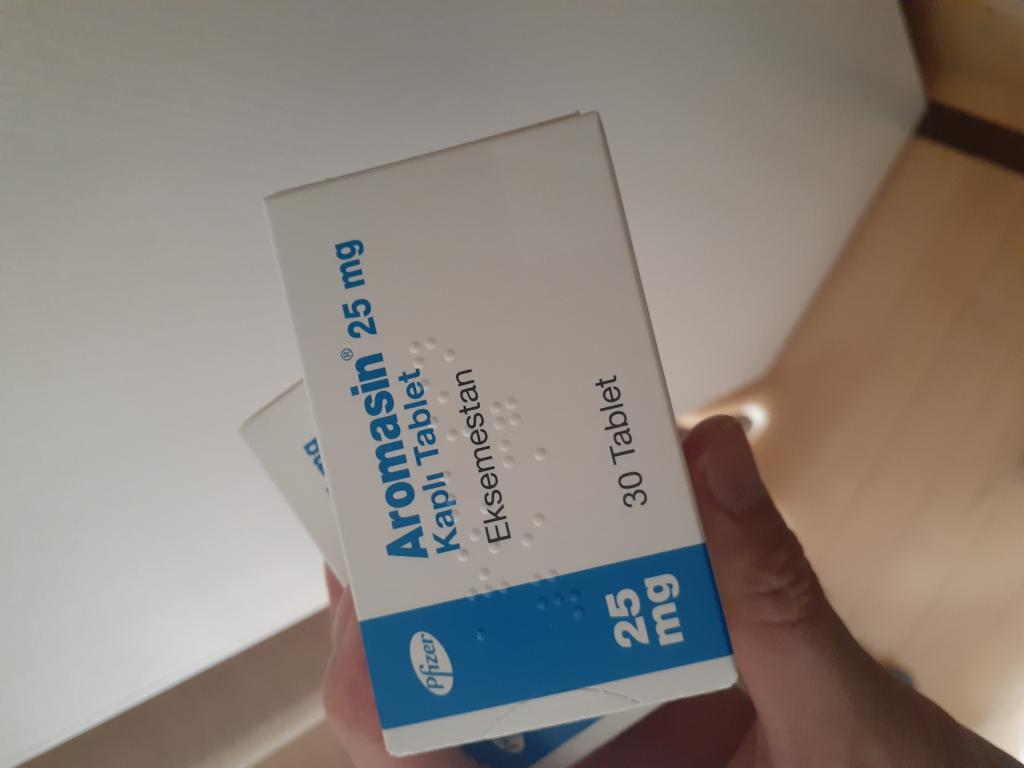 Aromasin® 25 mg
Kaplı Tablet
Eksemestan
30 Tablet
Pfizer
25
mg